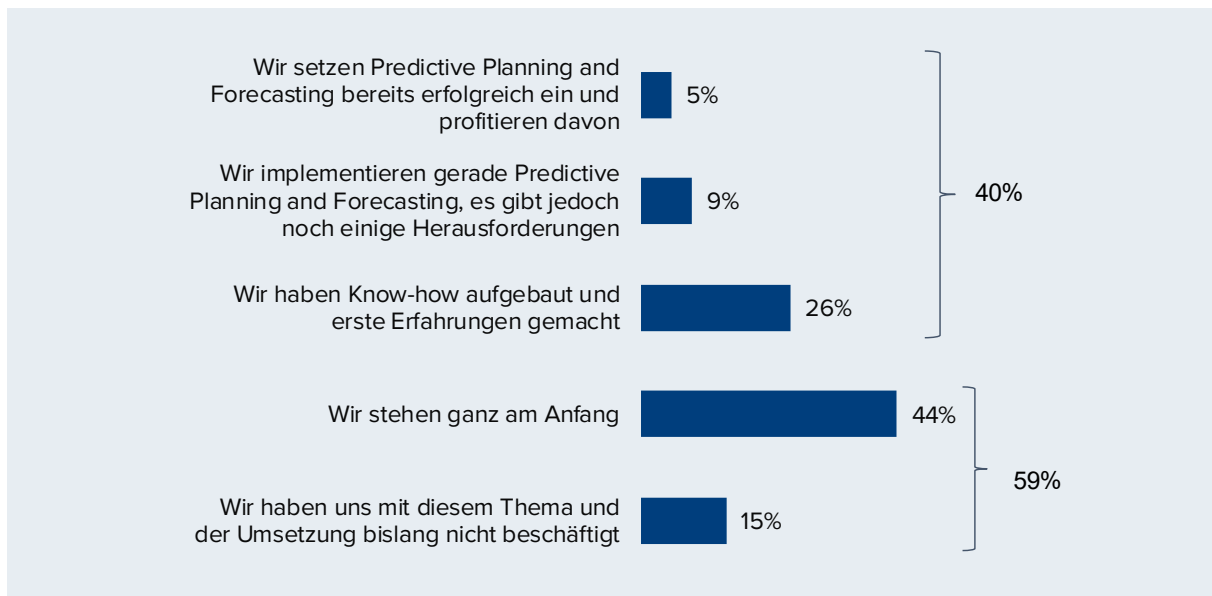 Wir setzen Predictive Planning and
Forecasting bereits erfolgreich ein und
profitieren davon
5%
Wir implementieren gerade Predictive
Planning and Forecasting, es gibt jedoch
noch einige Herausforderungen
9%
40%
Wir haben Know-how aufgebaut und
erste Erfahrungen gemacht
26%
Wir stehen ganz am Anfang
44%
59%
Wir haben uns mit diesem Thema und
der Umsetzung bislang nicht beschäftigt
15%